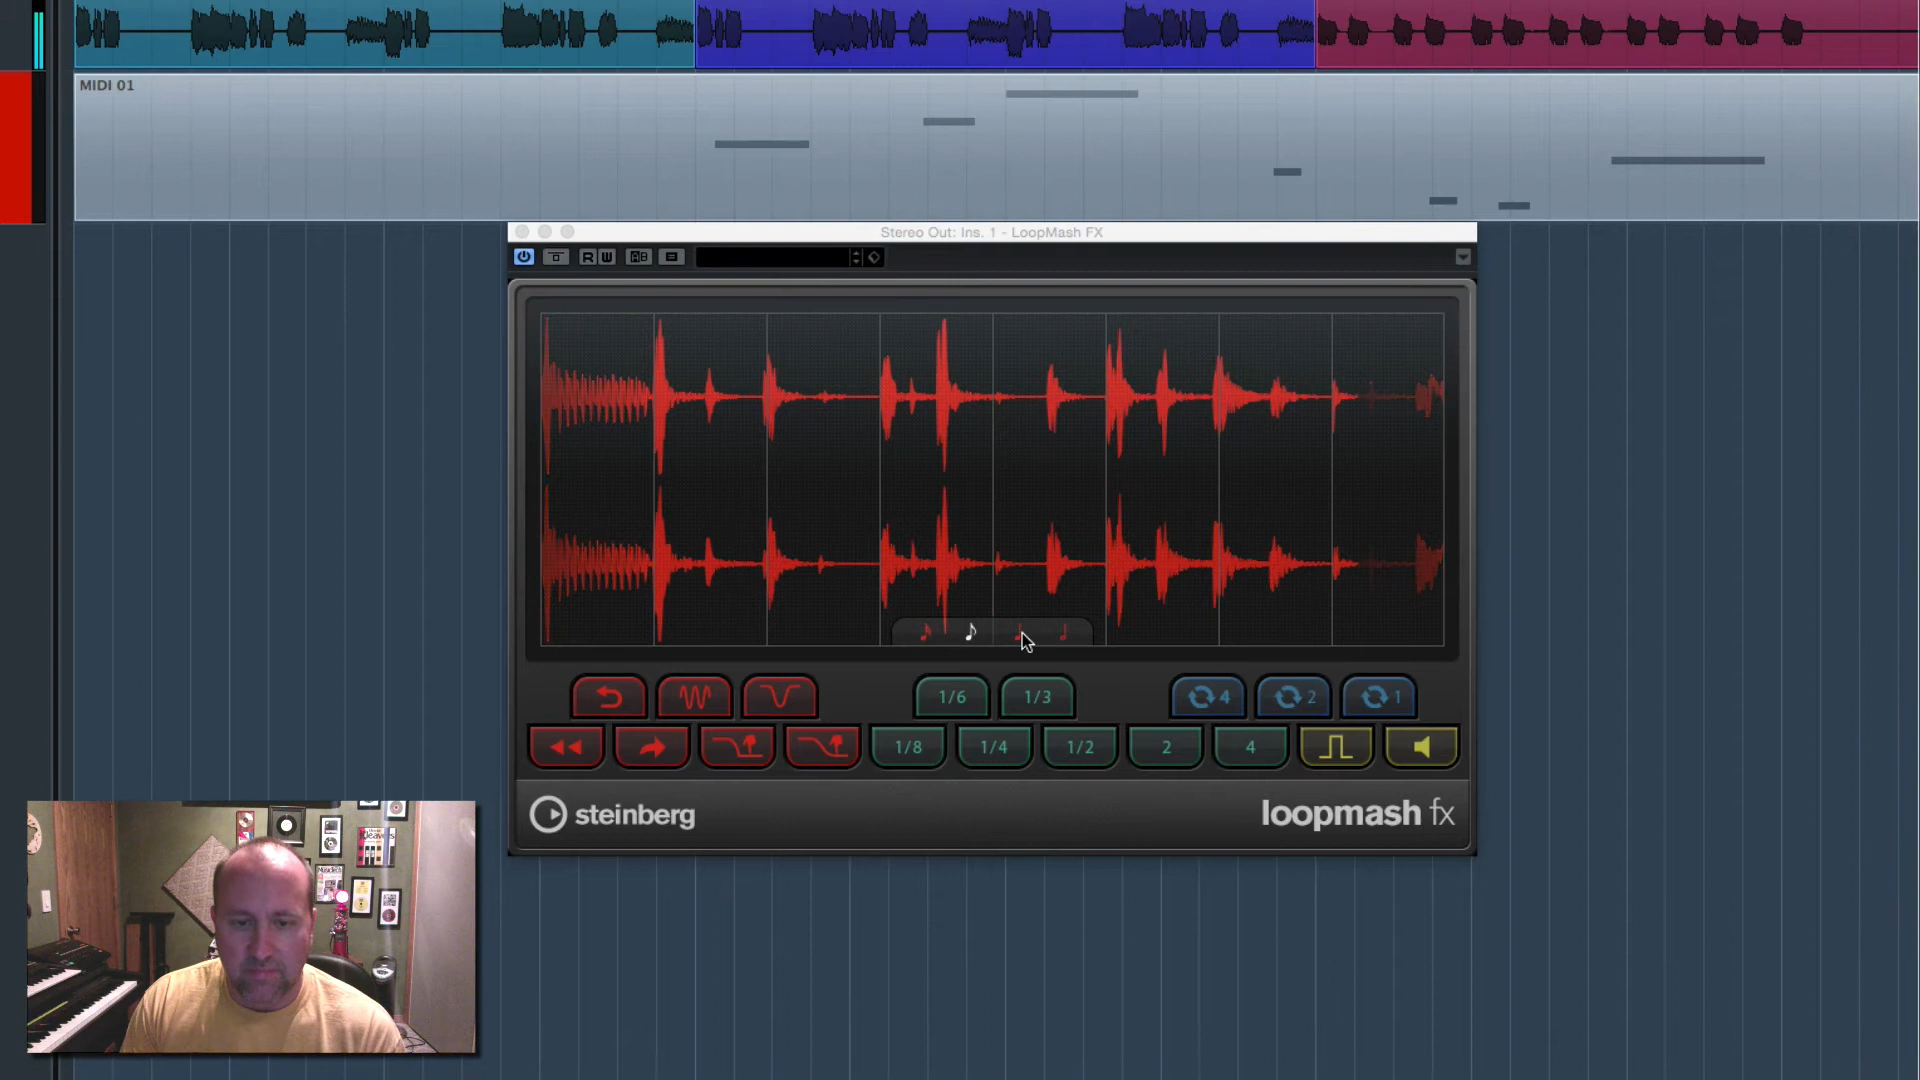 MIDI 01
Stereo Out: Ins. 1 - LoopMash FX
R W
1/6
1/3
4
2
1
1/8
1/4
1/2
2
4
steinberg
loopmash fx